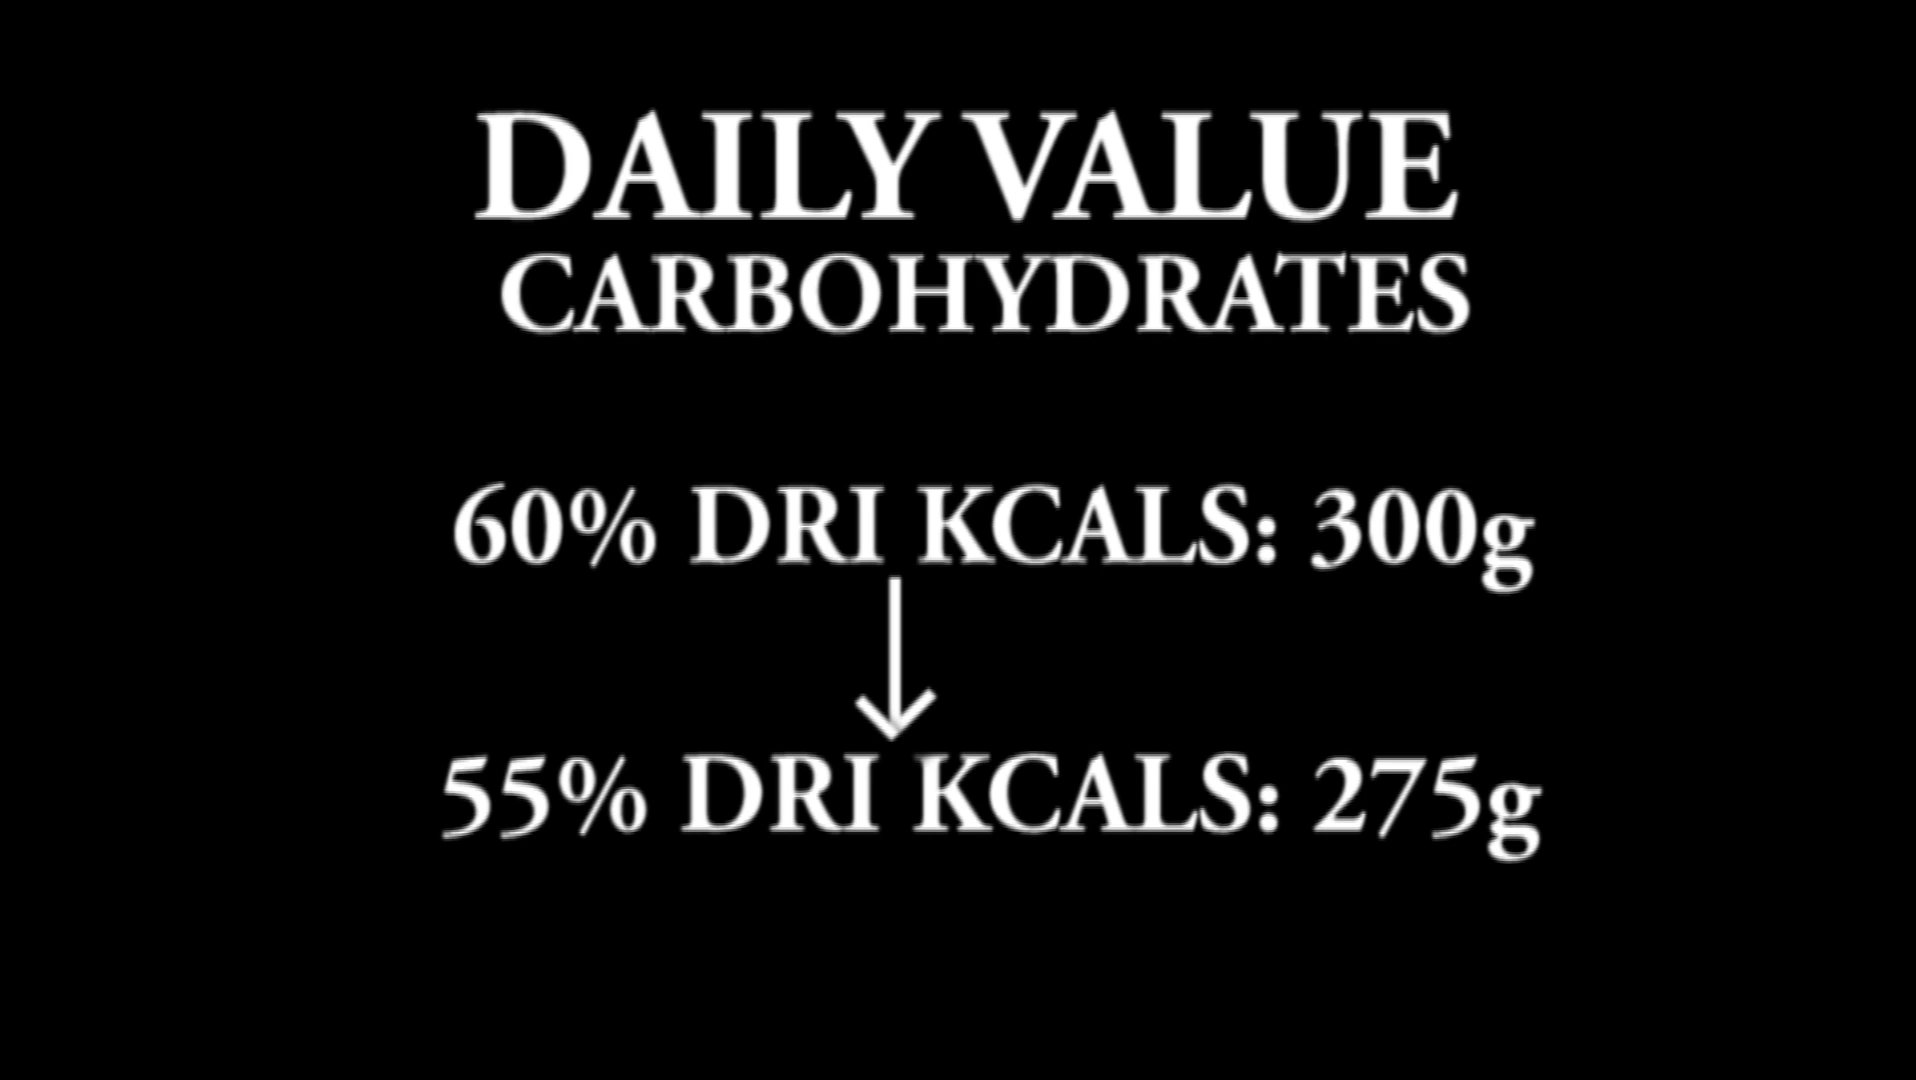 DAILY VALUE
CARBOHYDRATES
60% DRI KCALS: 300g
55% DRI KCALS: 275g